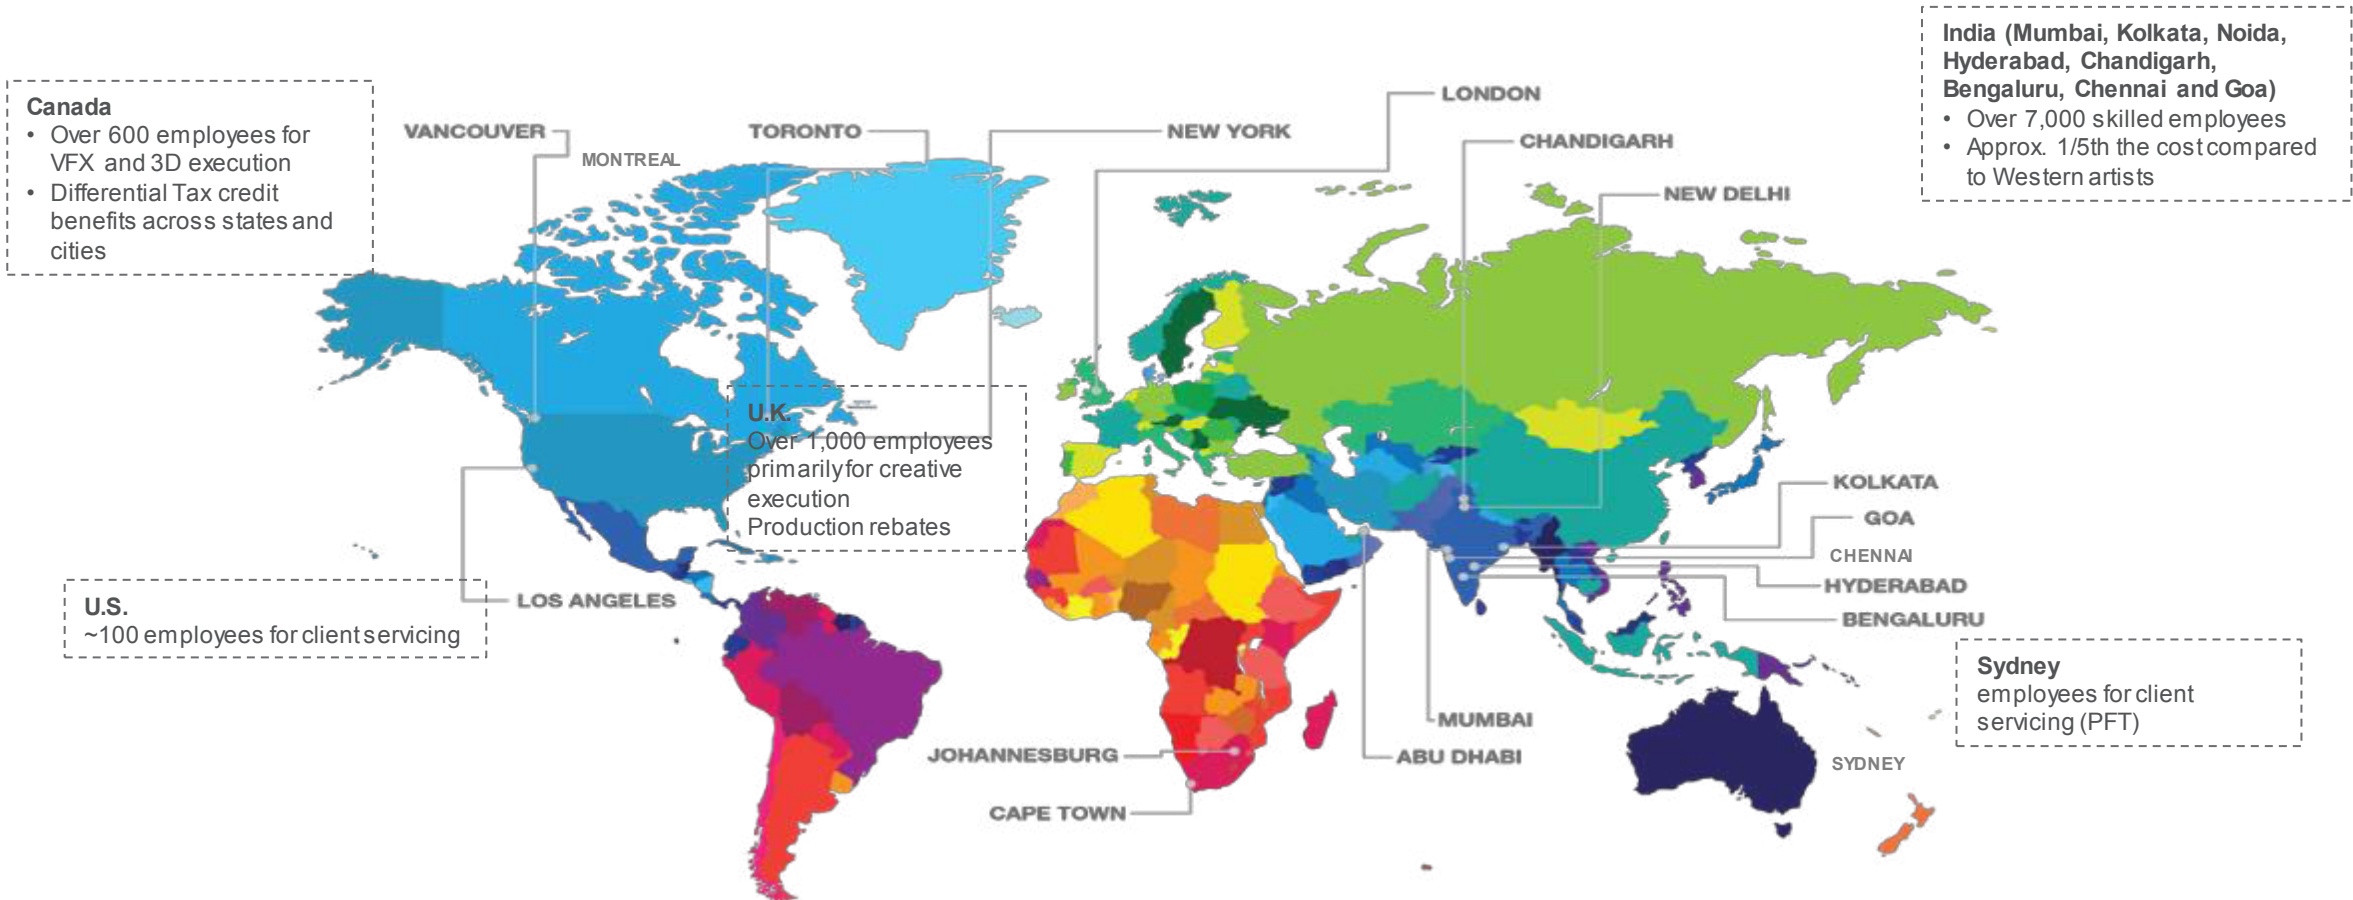 India (Mumbai, Kolkata, Noida,
Hyderabad, Chandigarh,
Bengaluru, Chennai and Goa)
• Over 7,000 skilled employees
• Approx. 1/5th the cost compared
to Western artists
Canada
• Over 600 employees for
VFX and 3D execution
• Differential Tax credit
benefits across states and
cities
VANCOUVER
MONTREAL
TORONTO
NEW YORK
LONDON
CHANDIGARH
NEW DELHI
U.K.
Over 1,000 employees
primarily for creative
execution
Production rebates
KOLKATA
GOA
CHENNAI
HYDERABAD
BENGALURU
U.S.
~100 employees for client servicing
LOS ANGELES
Sydney
employees for client
servicing (PFT)
MUMBAI
ABU DHABI
JOHANNESBURG
CAPE TOWN
SYDNEY